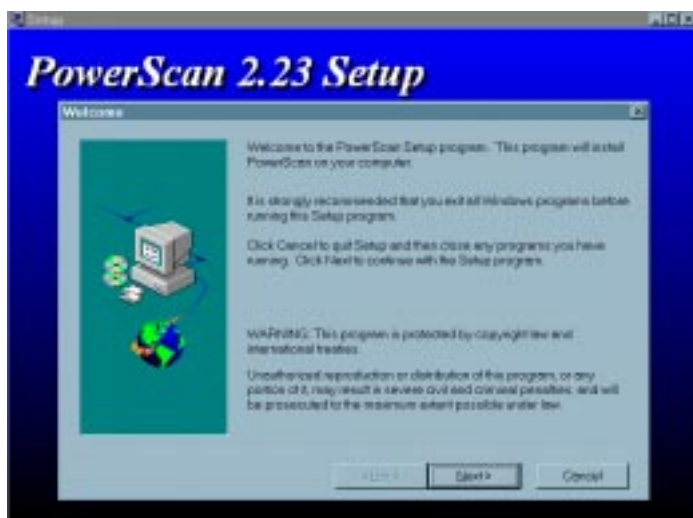 Setup
PowerScan 2.23 Setup
Welcome
Welcome to the PowerScan Setup program. This program will install
PowerScan on your computer.
It is strongly recommended that you exit all Windows programs before
running this Setup program.
Click Cancel to quit Setup and then close any programs you have
running. Click Next to continue with the Setup program.
WARNING: This program is protected by copyright law and
international treaties.
Unauthorized reproduction or distribution of this program, or any
portion of it, may result in severe civil and criminal penalties, and will
be prosecuted to the maximum extent possible under law.
< Back
Next >
Cancel